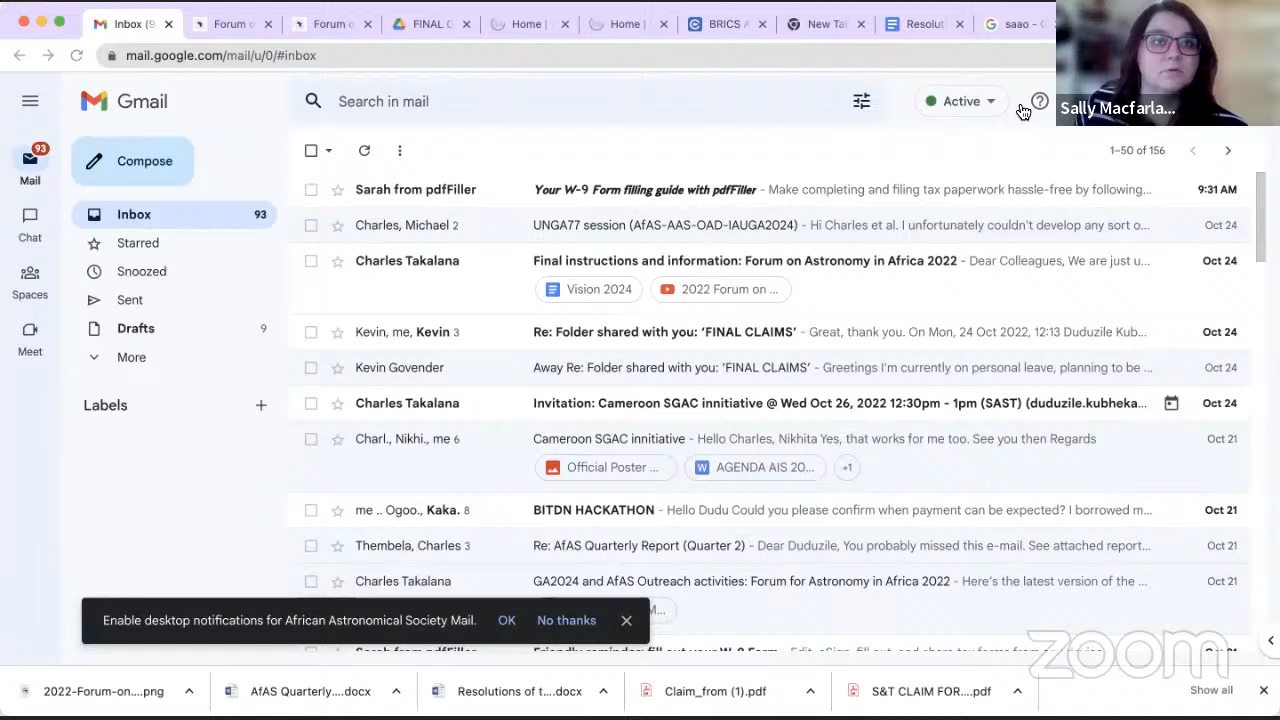 Inbox (9
Forum o
Forum o
FINAL C
Home |
Home |
BRICS A
New Ta
Resolut
saao -
mail.google.com/mail/u/0/#inbox
Gmail
Search in mail
Active
Sally Macfarla...
93
Mail
Chat
Spaces
Meet
Compose
Inbox 93
Starred
Snoozed
Sent
Drafts 9
More
Labels
1–50 of 156
Sarah from pdfFiller Your W-9 Form filling guide with pdfFiller - Make completing and filing tax paperwork hassle-free by following... 9:31 AM
Charles, Michael 2 UNGA77 session (AfAS-AAS-OAD-IAUGA2024) - Hi Charles et al. I unfortunately couldn't develop any sort o... Oct 24
Charles Takalana Final instructions and information: Forum on Astronomy in Africa 2022 - Dear Colleagues, We are just u... Oct 24
Vision 2024 2022 Forum on ...
Kevin, me, Kevin 3 Re: Folder shared with you: ‘FINAL CLAIMS’ - Great, thank you. On Mon, 24 Oct 2022, 12:13 Duduzile Kub... Oct 24
Kevin Govender Away Re: Folder shared with you: ‘FINAL CLAIMS’ - Greetings I'm currently on personal leave, planning to be ... Oct 24
Charles Takalana Invitation: Cameroon SGAC innitiative @ Wed Oct 26, 2022 12:30pm - 1pm (SAST) (duduzile.kubheka... Oct 24
Charl., Nikhi., me 6 Cameroon SGAC innitiative - Hello Charles, Nikhita Yes, that works for me too. See you then Regards Oct 21
Official Poster ... AGENDA AIS 20... +1
me .. Ogoo., Kaka. 8 BITDN HACKATHON - Hello Dudu Could you please confirm when payment can be expected? I borrowed m... Oct 21
Thembela, Charles 3 Re: AfAS Quarterly Report (Quarter 2) - Dear Duduzile, You probably missed this e-mail. See attached report... Oct 21
Charles Takalana GA2024 and AfAS Outreach activities: Forum for Astronomy in Africa 2022 - Here's the latest version of the ... Oct 21
Enable desktop notifications for African Astronomical Society Mail. OK No thanks
zoom
2022-Forum-on....png
AfAS Quarterly....docx
Resolutions of t....docx
Claim_from (1).pdf
S&T CLAIM FOR....pdf
Show all